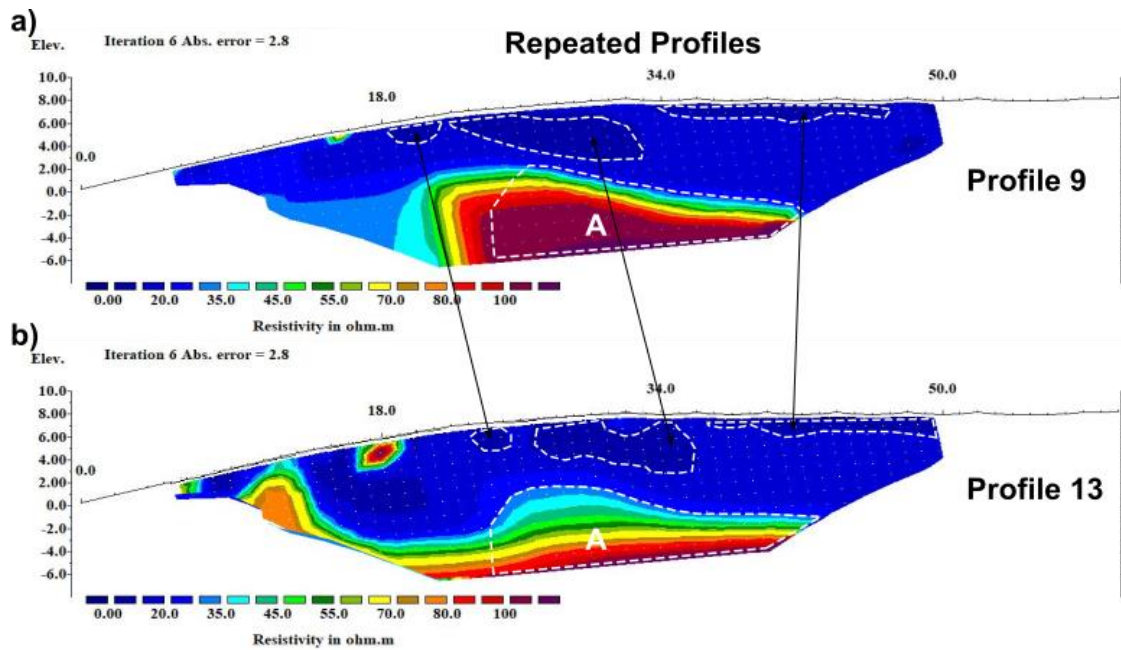 a)
Elev.
Iteration 6 Abs. error = 2.8
Repeated Profiles
10.0
8.00
6.00
4.00
2.00
0.0
-2.0
-4.0
-6.0
0.0
18.0
34.0
50.0
Profile 9
A
0.00 20.0 35.0 45.0 55.0 70.0 80.0 100
Resistivity in ohm.m
b)
Elev.
Iteration 6 Abs. error = 2.8
10.0
8.00
6.00
4.00
2.00
0.00
-2.0
-4.0
-6.0
0.0
18.0
34.0
50.0
Profile 13
A
0.00 20.0 35.0 45.0 55.0 70.0 80.0 100
Resistivity in ohm.m